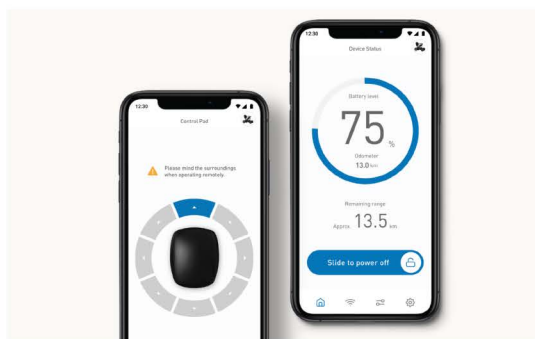 12:30
Control Pad
Please mind the surroundings
when operating remotely.
12:30
Device Status
Battery level
75 %
Odometer
13.0 km
Remaining range
Approx. 13.5 km
Slide to power off